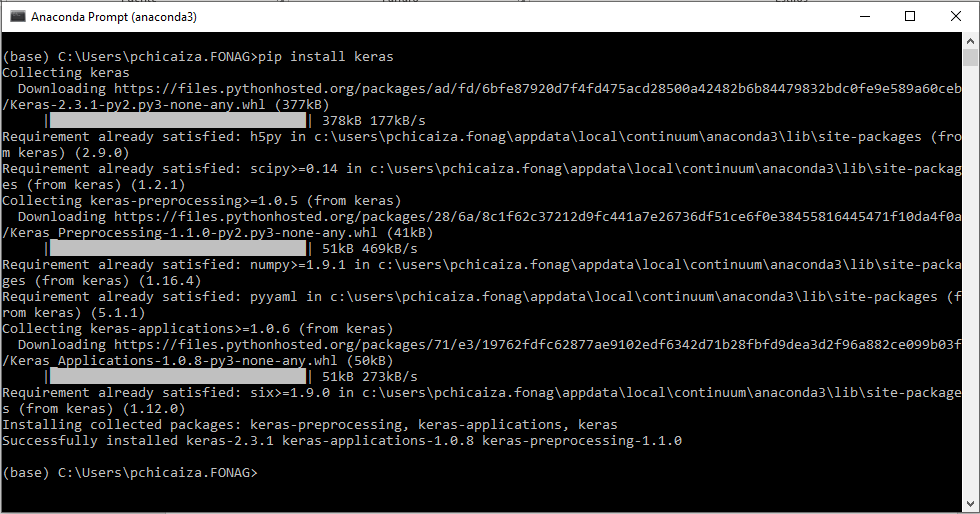 Anaconda Prompt (anaconda3)
(base) C:\Users\pchicaiza.FONAG>pip install keras
Collecting keras
  Downloading https://files.pythonhosted.org/packages/ad/fd/6bfe87920d7f4fd475acd28500a42482b6b84479832bdc0fe9e589a60ceb
/Keras-2.3.1-py2.py3-none-any.whl (377kB)
     |████████████████████████████████| 378kB 177kB/s
Requirement already satisfied: h5py in c:\users\pchicaiza.fonag\appdata\local\continuum\anaconda3\lib\site-packages (fro
m keras) (2.9.0)
Requirement already satisfied: scipy>=0.14 in c:\users\pchicaiza.fonag\appdata\local\continuum\anaconda3\lib\site-packag
es (from keras) (1.2.1)
Collecting keras-preprocessing>=1.0.5 (from keras)
  Downloading https://files.pythonhosted.org/packages/28/6a/8c1f62c37212d9fc441a7e26736df51ce6f0e38455816445471f10da4f0a
/Keras_Preprocessing-1.1.0-py2.py3-none-any.whl (41kB)
     |████████████████████████████████| 51kB 469kB/s
Requirement already satisfied: numpy>=1.9.1 in c:\users\pchicaiza.fonag\appdata\local\continuum\anaconda3\lib\site-packa
ges (from keras) (1.16.4)
Requirement already satisfied: pyyaml in c:\users\pchicaiza.fonag\appdata\local\continuum\anaconda3\lib\site-packages (f
rom keras) (5.1.1)
Collecting keras-applications>=1.0.6 (from keras)
  Downloading https://files.pythonhosted.org/packages/71/e3/19762fdfc62877ae9102edf6342d71b28fbfd9dea3d2f96a882ce099b03f
/Keras_Applications-1.0.8-py3-none-any.whl (50kB)
     |████████████████████████████████| 51kB 273kB/s
Requirement already satisfied: six>=1.9.0 in c:\users\pchicaiza.fonag\appdata\local\continuum\anaconda3\lib\site-package
s (from keras) (1.12.0)
Installing collected packages: keras-preprocessing, keras-applications, keras
Successfully installed keras-2.3.1 keras-applications-1.0.8 keras-preprocessing-1.1.0
(base) C:\Users\pchicaiza.FONAG>